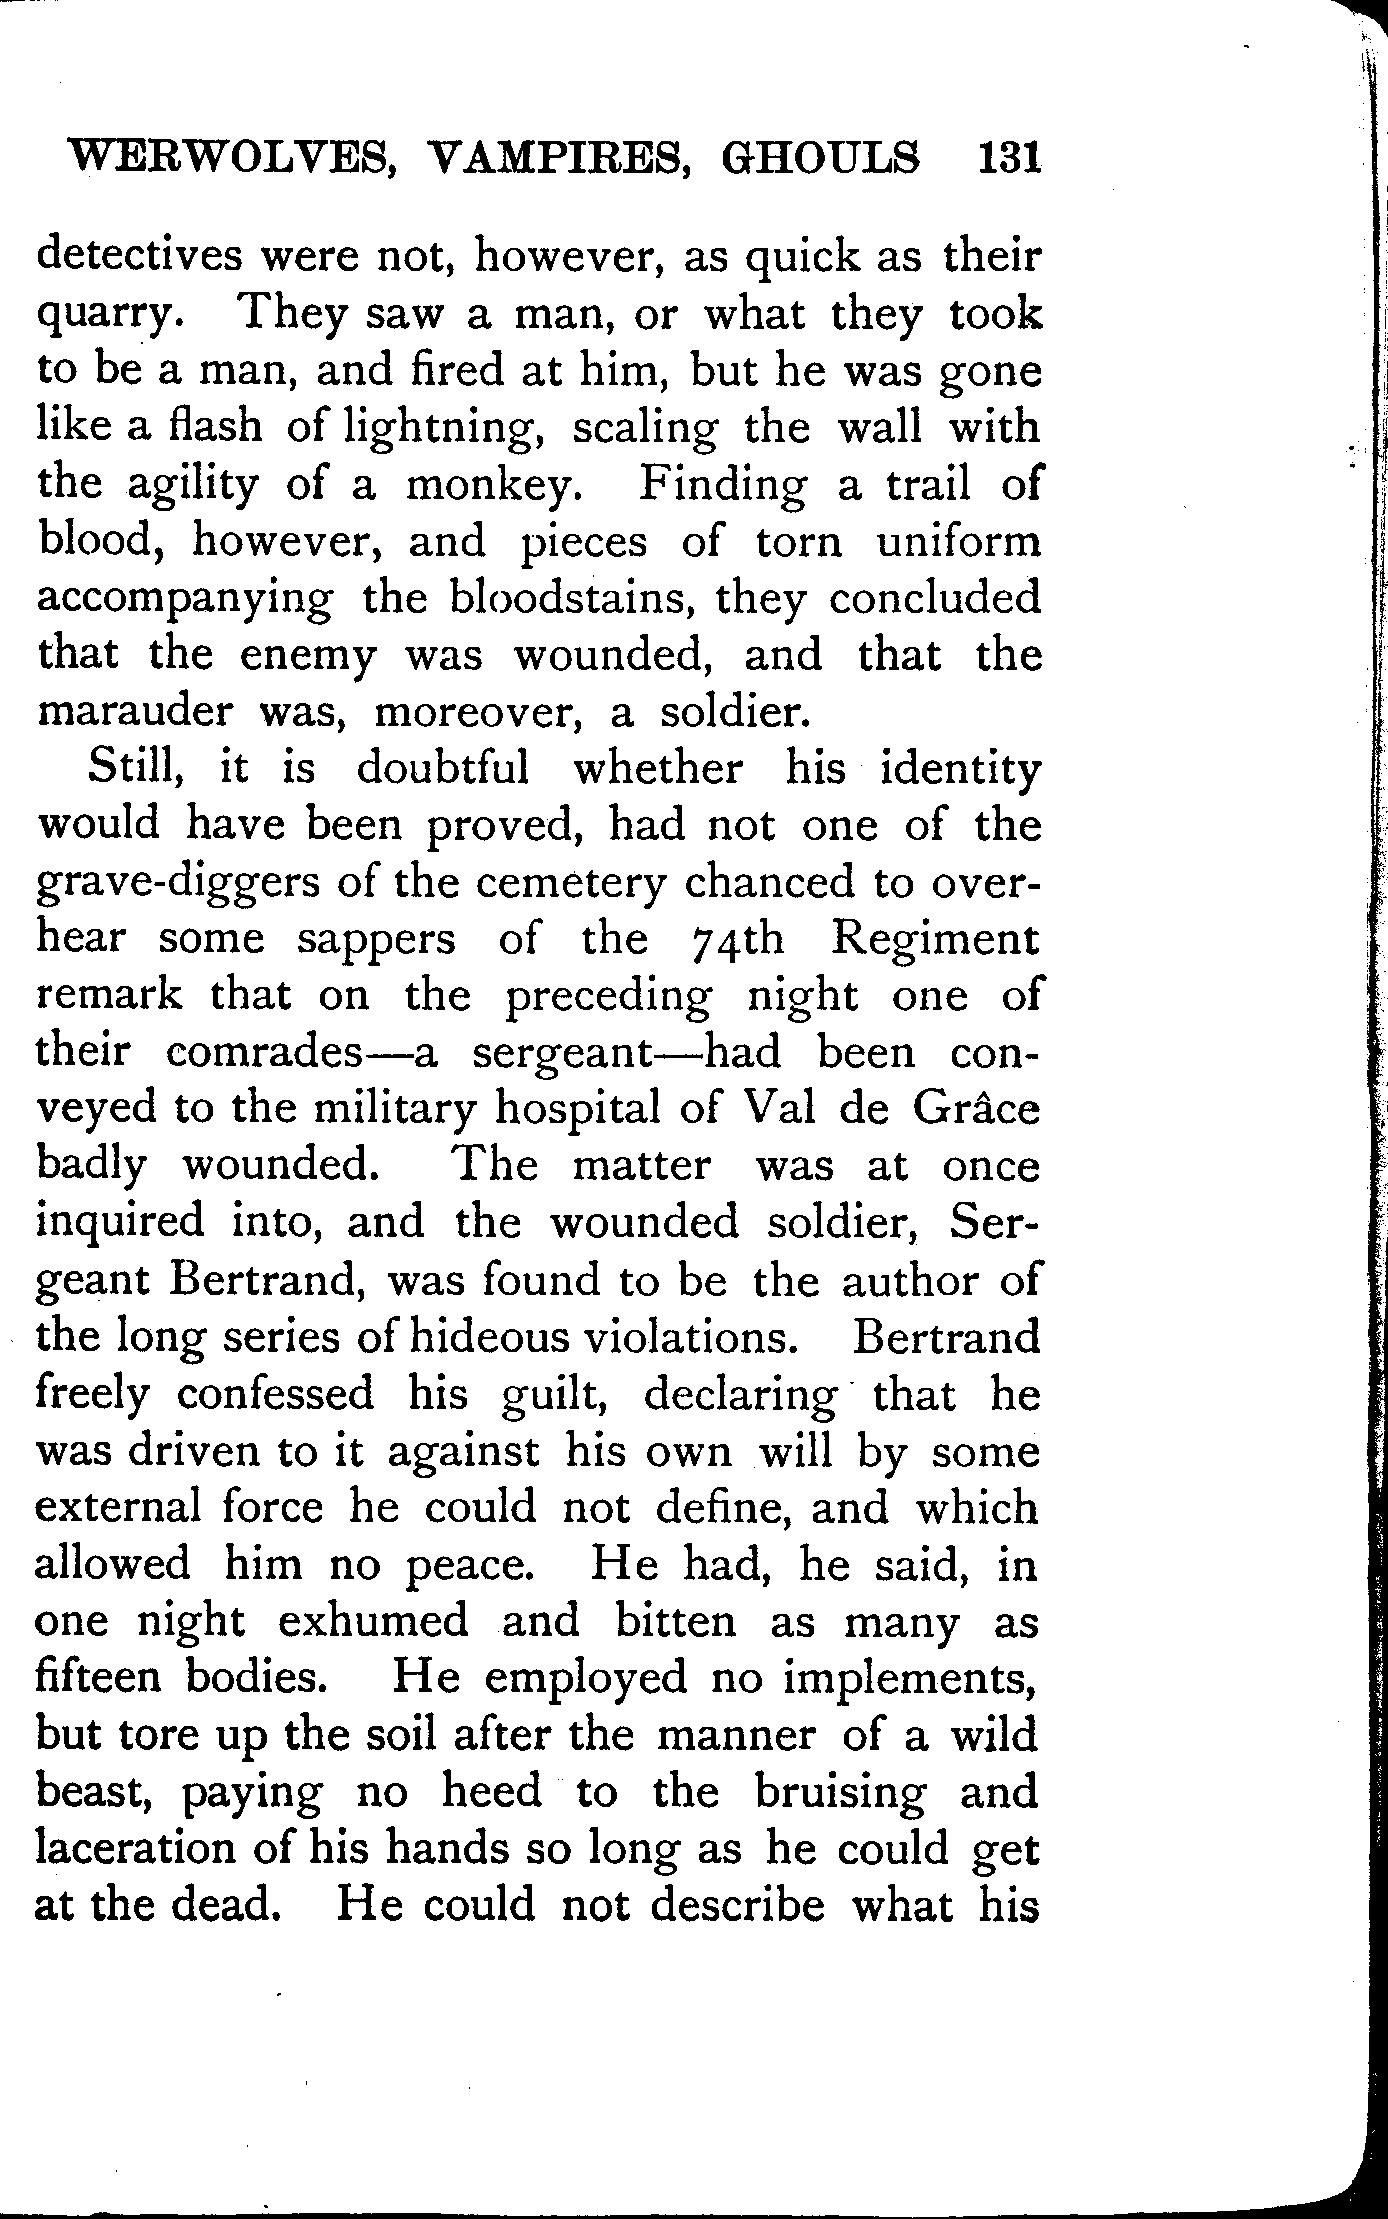 WERWOLVES, VAMPIRES, GHOULS 131
detectives were not, however, as quick as their
quarry. They saw a man, or what they took
to be a man, and fired at him, but he was gone
like a flash of lightning, scaling the wall with
the agility of a monkey. Finding a trail of
blood, however, and pieces of torn uniform
accompanying the bloodstains, they concluded
that the enemy was wounded, and that the
marauder was, moreover, a soldier.
Still, it is doubtful whether his identity
would have been proved, had not one of the
grave-diggers of the cemetery chanced to over-
hear some sappers of the 74th Regiment
remark that on the preceding night one of
their comrades—a sergeant—had been con-
veyed to the military hospital of Val de Grâce
badly wounded. The matter was at once
inquired into, and the wounded soldier, Ser-
geant Bertrand, was found to be the author of
the long series of hideous violations. Bertrand
freely confessed his guilt, declaring that he
was driven to it against his own will by some
external force he could not define, and which
allowed him no peace. He had, he said, in
one night exhumed and bitten as many as
fifteen bodies. He employed no implements,
but tore up the soil after the manner of a wild
beast, paying no heed to the bruising and
laceration of his hands so long as he could get
at the dead. He could not describe what his